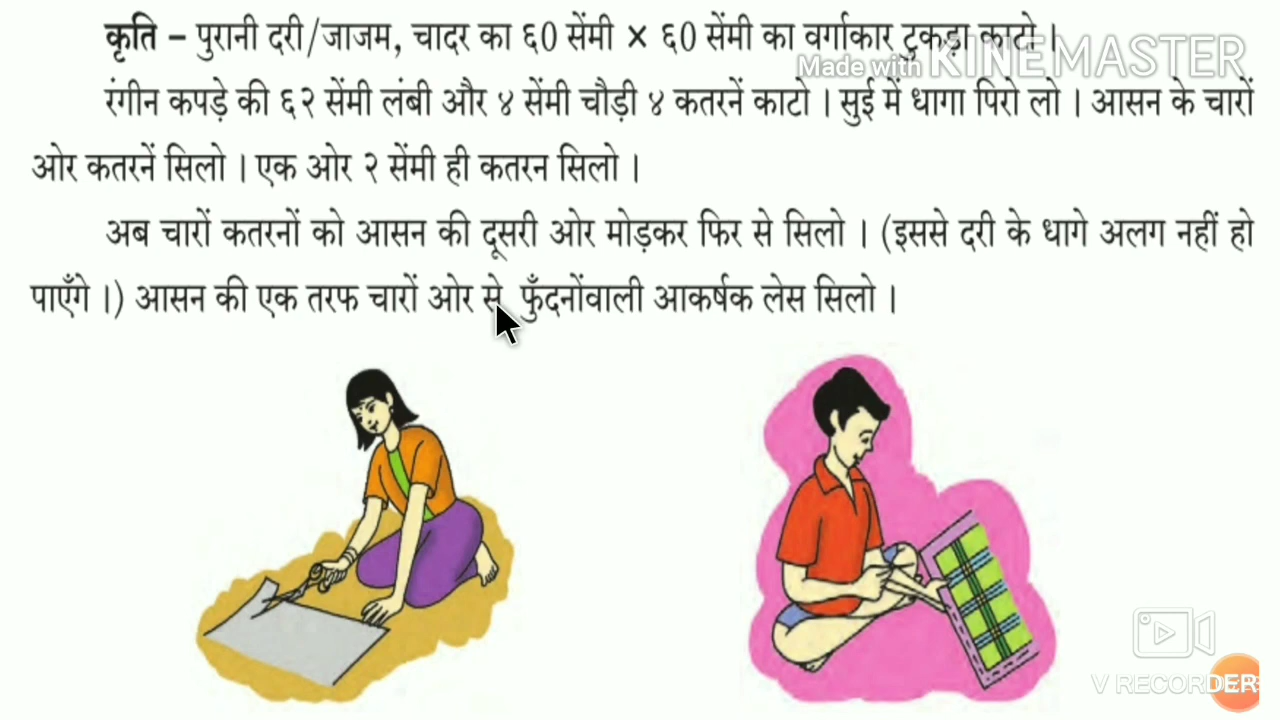 कृति – पुरानी दरी/जाजम, चादर का ६0 सेंमी × ६0 सेंमी का वर्गाकार टुकड़ा काटो ।
Made with KINEMASTER
रंगीन कपड़े की ६२ सेंमी लंबी और ४ सेंमी चौड़ी ४ कतरनें काटो । सुई में धागा पिरो लो । आसन के चारों
ओर कतरनें सिलो । एक ओर २ सेंमी ही कतरन सिलो ।
अब चारों कतरनों को आसन की दूसरी ओर मोड़कर फिर से सिलो । (इससे दरी के धागे अलग नहीं हो
पाएँगे ।) आसन की एक तरफ चारों ओर से फुँदनोंवाली आकर्षक लेस सिलो ।
V RECORDER